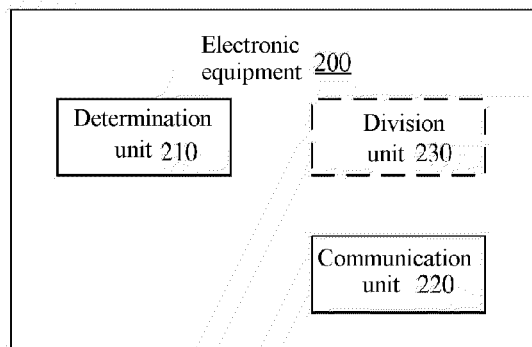 Electronic
equipment 200
Determination
unit 210
Division
unit 230
Communication
unit 220